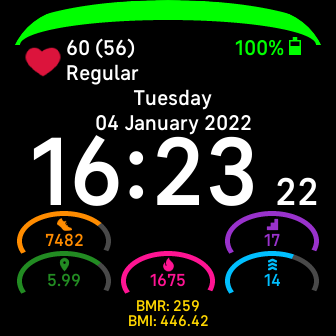 60 (56) 100%
Regular
Tuesday
04 January 2022
16:23 22
7482 17
5.99 1675 14
BMR: 259
BMI: 446.42